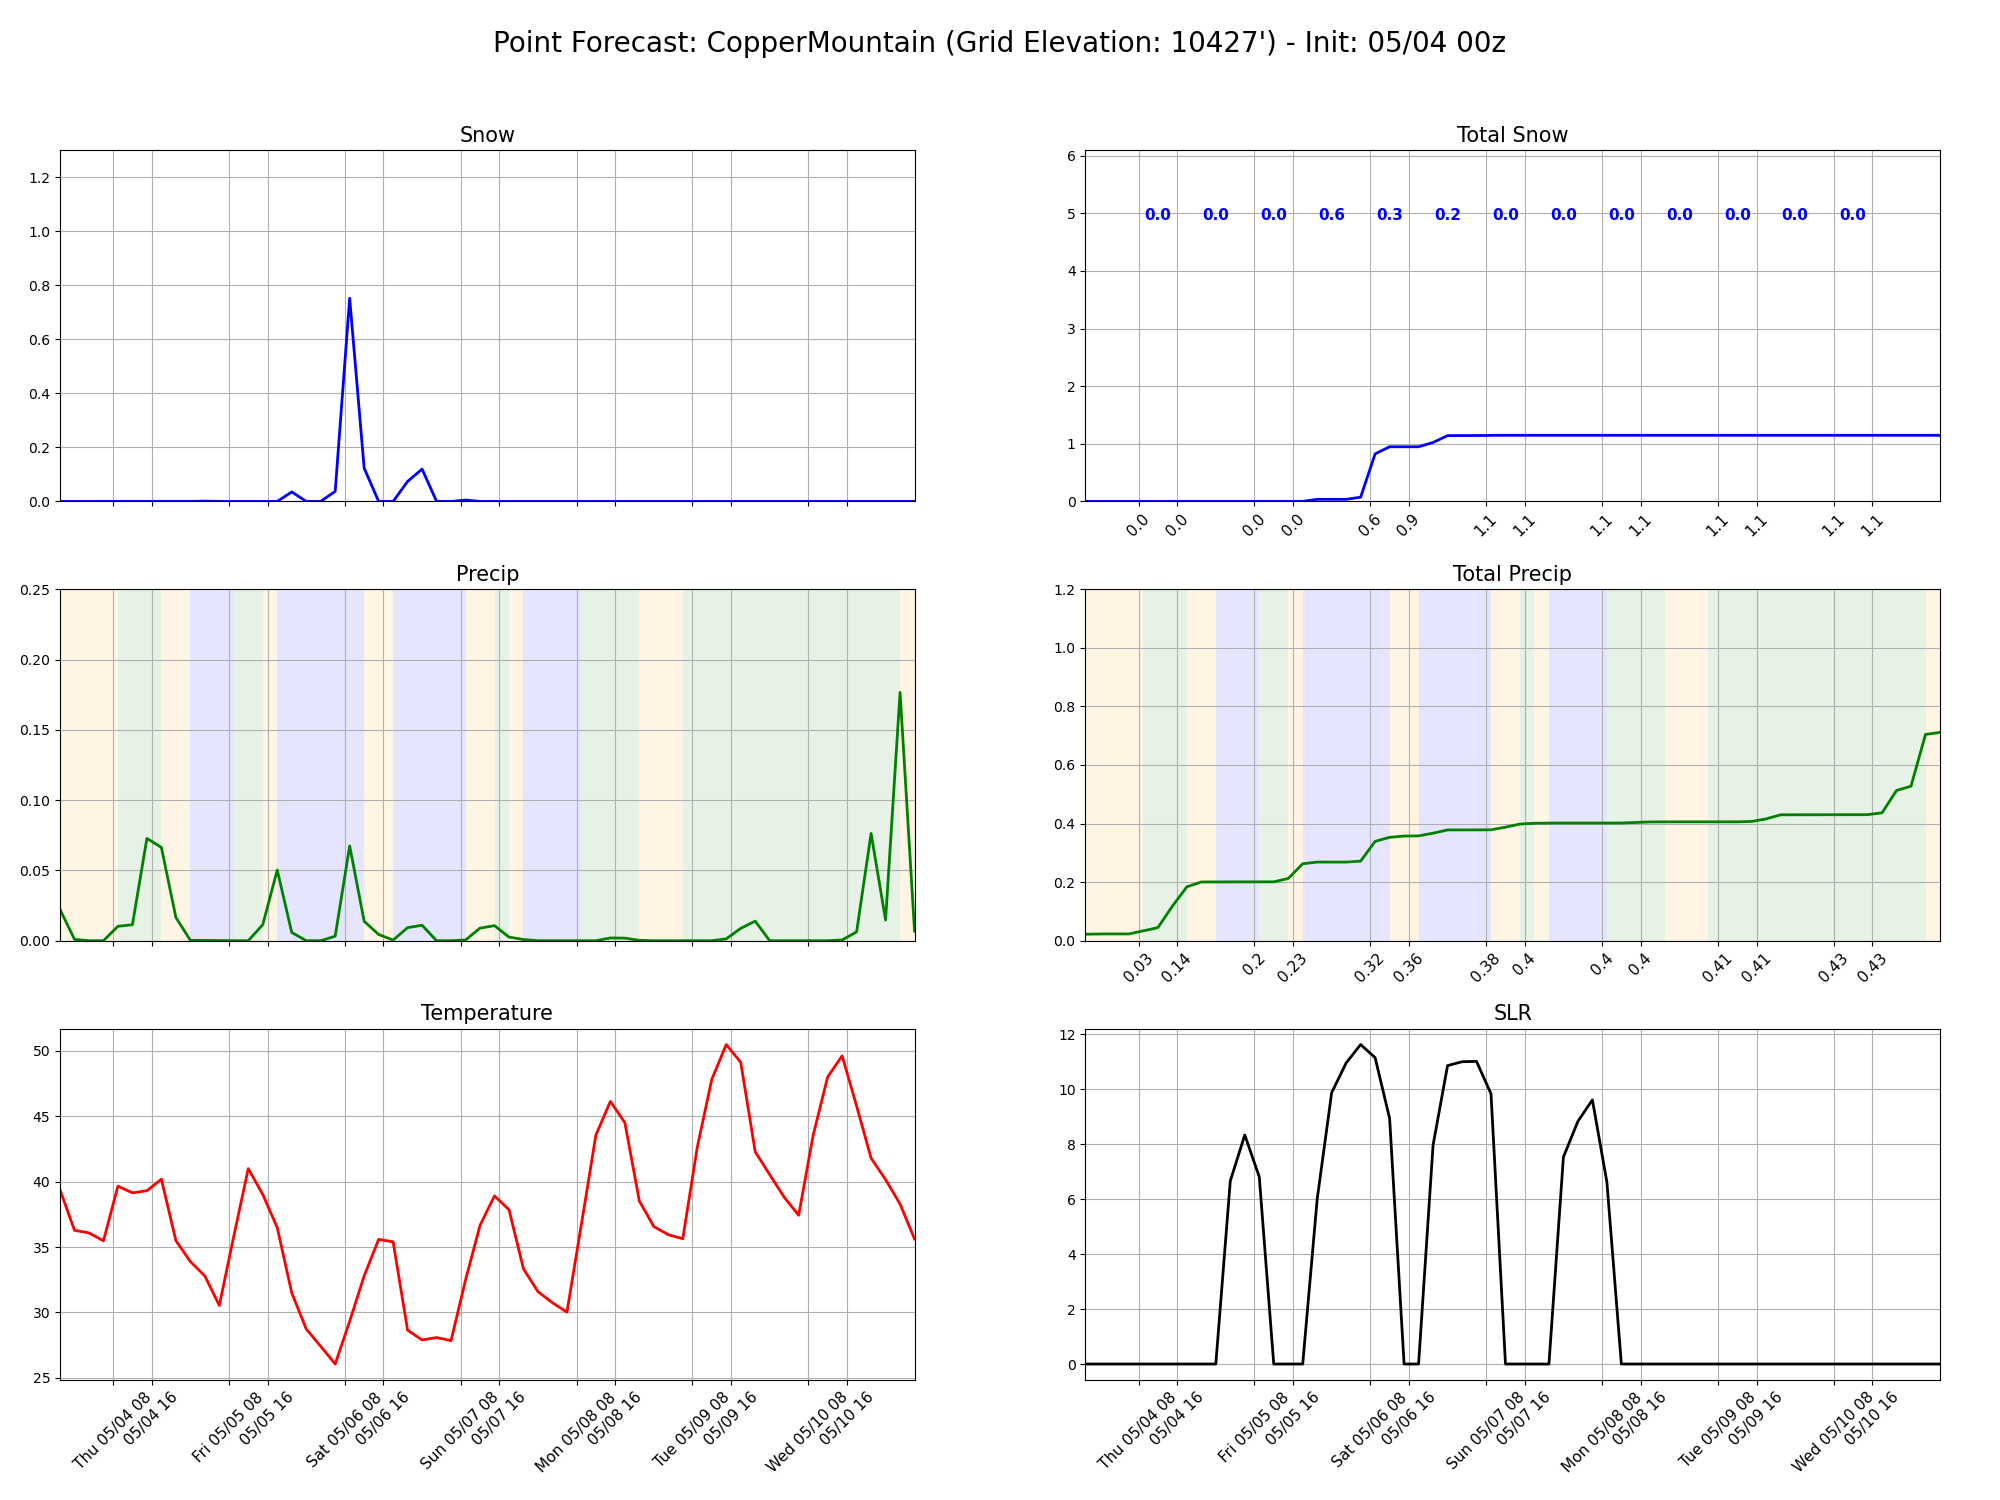 Point Forecast: CopperMountain (Grid Elevation: 10427') - Init: 05/04 00z
Snow
1.2
1.0
0.8
0.6
0.4
0.2
0.0
Total Snow
6
5
4
3
2
1
0
0.0 0.0 0.0 0.6 0.3 0.2 0.0 0.0 0.0 0.0 0.0 0.0 0.0
0.0 0.0 0.0 0.0 0.6 0.9 1.1 1.1 1.1 1.1 1.1 1.1 1.1 1.1
Precip
0.25
0.20
0.15
0.10
0.05
0.00
Total Precip
1.2
1.0
0.8
0.6
0.4
0.2
0.0
0.03 0.14 0.2 0.23 0.32 0.36 0.38 0.4 0.4 0.4 0.41 0.41 0.43 0.43
Temperature
50
45
40
35
30
25
Thu 05/04 08
05/04 16
Fri 05/05 08
05/05 16
Sat 05/06 08
05/06 16
Sun 05/07 08
05/07 16
Mon 05/08 08
05/08 16
Tue 05/09 08
05/09 16
Wed 05/10 08
05/10 16
SLR
12
10
8
6
4
2
0
Thu 05/04 08
05/04 16
Fri 05/05 08
05/05 16
Sat 05/06 08
05/06 16
Sun 05/07 08
05/07 16
Mon 05/08 08
05/08 16
Tue 05/09 08
05/09 16
Wed 05/10 08
05/10 16